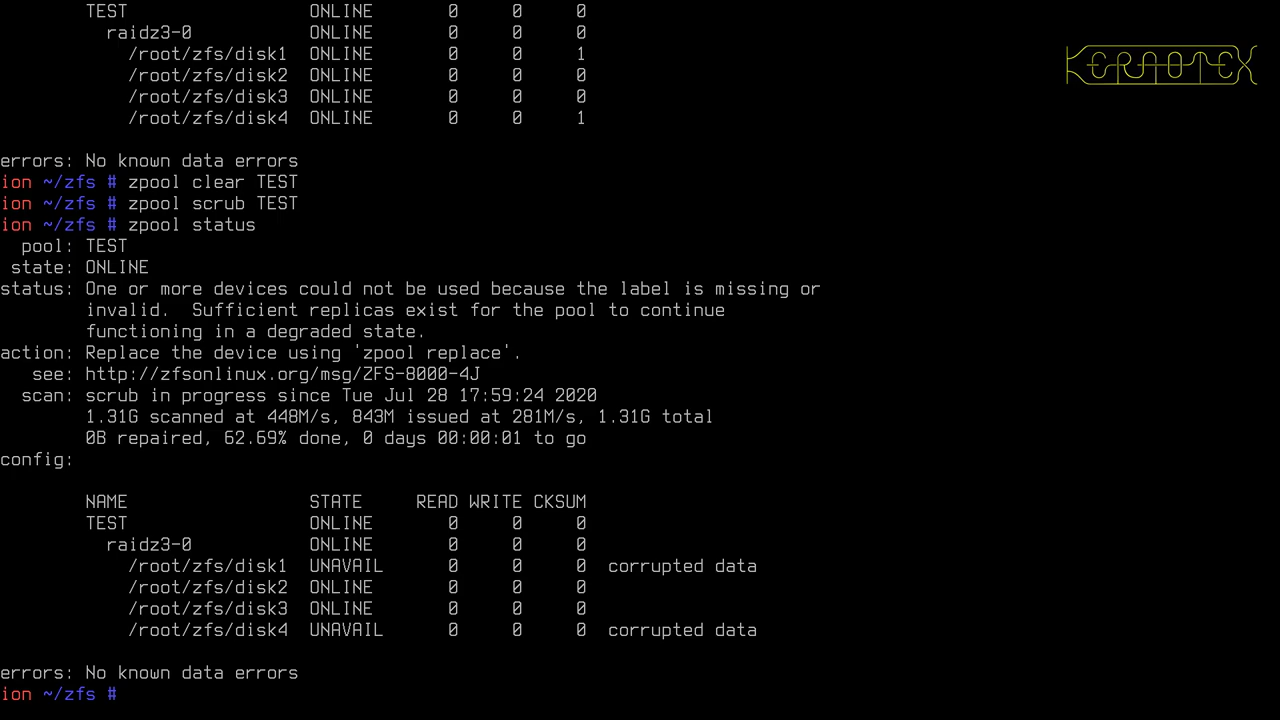 TEST ONLINE 0 0 0
raidz3-0 ONLINE 0 0 0
/root/zfs/disk1 ONLINE 0 0 1
/root/zfs/disk2 ONLINE 0 0 0
/root/zfs/disk3 ONLINE 0 0 0
/root/zfs/disk4 ONLINE 0 0 1
KERNOTEX
errors: No known data errors
ion ~/zfs # zpool clear TEST
ion ~/zfs # zpool scrub TEST
ion ~/zfs # zpool status
pool: TEST
state: ONLINE
status: One or more devices could not be used because the label is missing or
invalid. Sufficient replicas exist for the pool to continue
functioning in a degraded state.
action: Replace the device using 'zpool replace'.
see: http://zfsonlinux.org/msg/ZFS-8000-4J
scan: scrub in progress since Tue Jul 28 17:59:24 2020
1.31G scanned at 448M/s, 843M issued at 281M/s, 1.31G total
0B repaired, 62.69% done, 0 days 00:00:01 to go
config:
NAME STATE READ WRITE CKSUM
TEST ONLINE 0 0 0
raidz3-0 ONLINE 0 0 0
/root/zfs/disk1 UNAVAIL 0 0 0 corrupted data
/root/zfs/disk2 ONLINE 0 0 0
/root/zfs/disk3 ONLINE 0 0 0
/root/zfs/disk4 UNAVAIL 0 0 0 corrupted data
errors: No known data errors
ion ~/zfs #